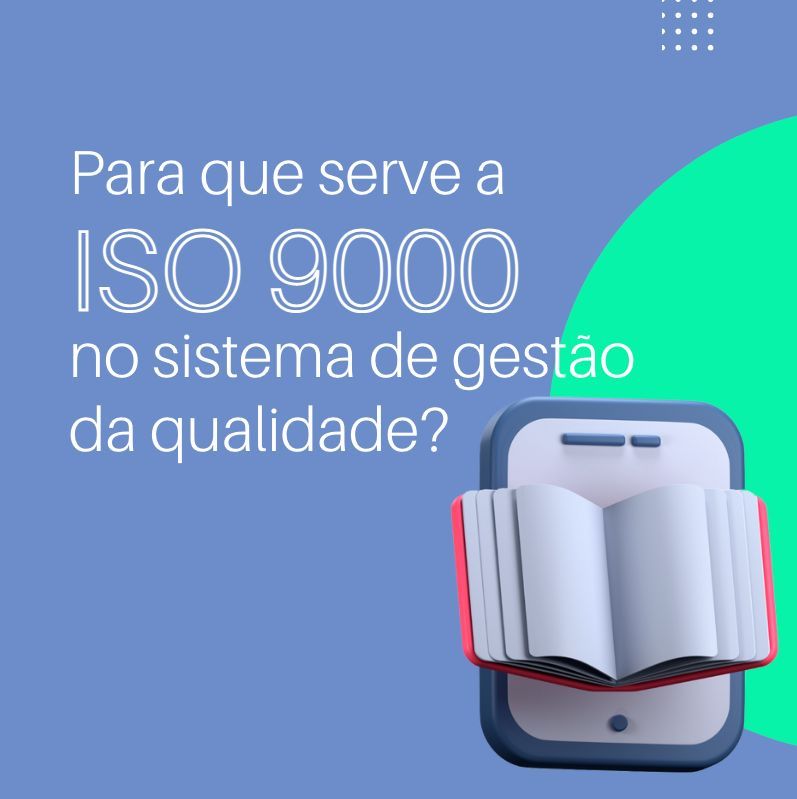 Para que serve a
ISO 9000
no sistema de gestão
da qualidade?